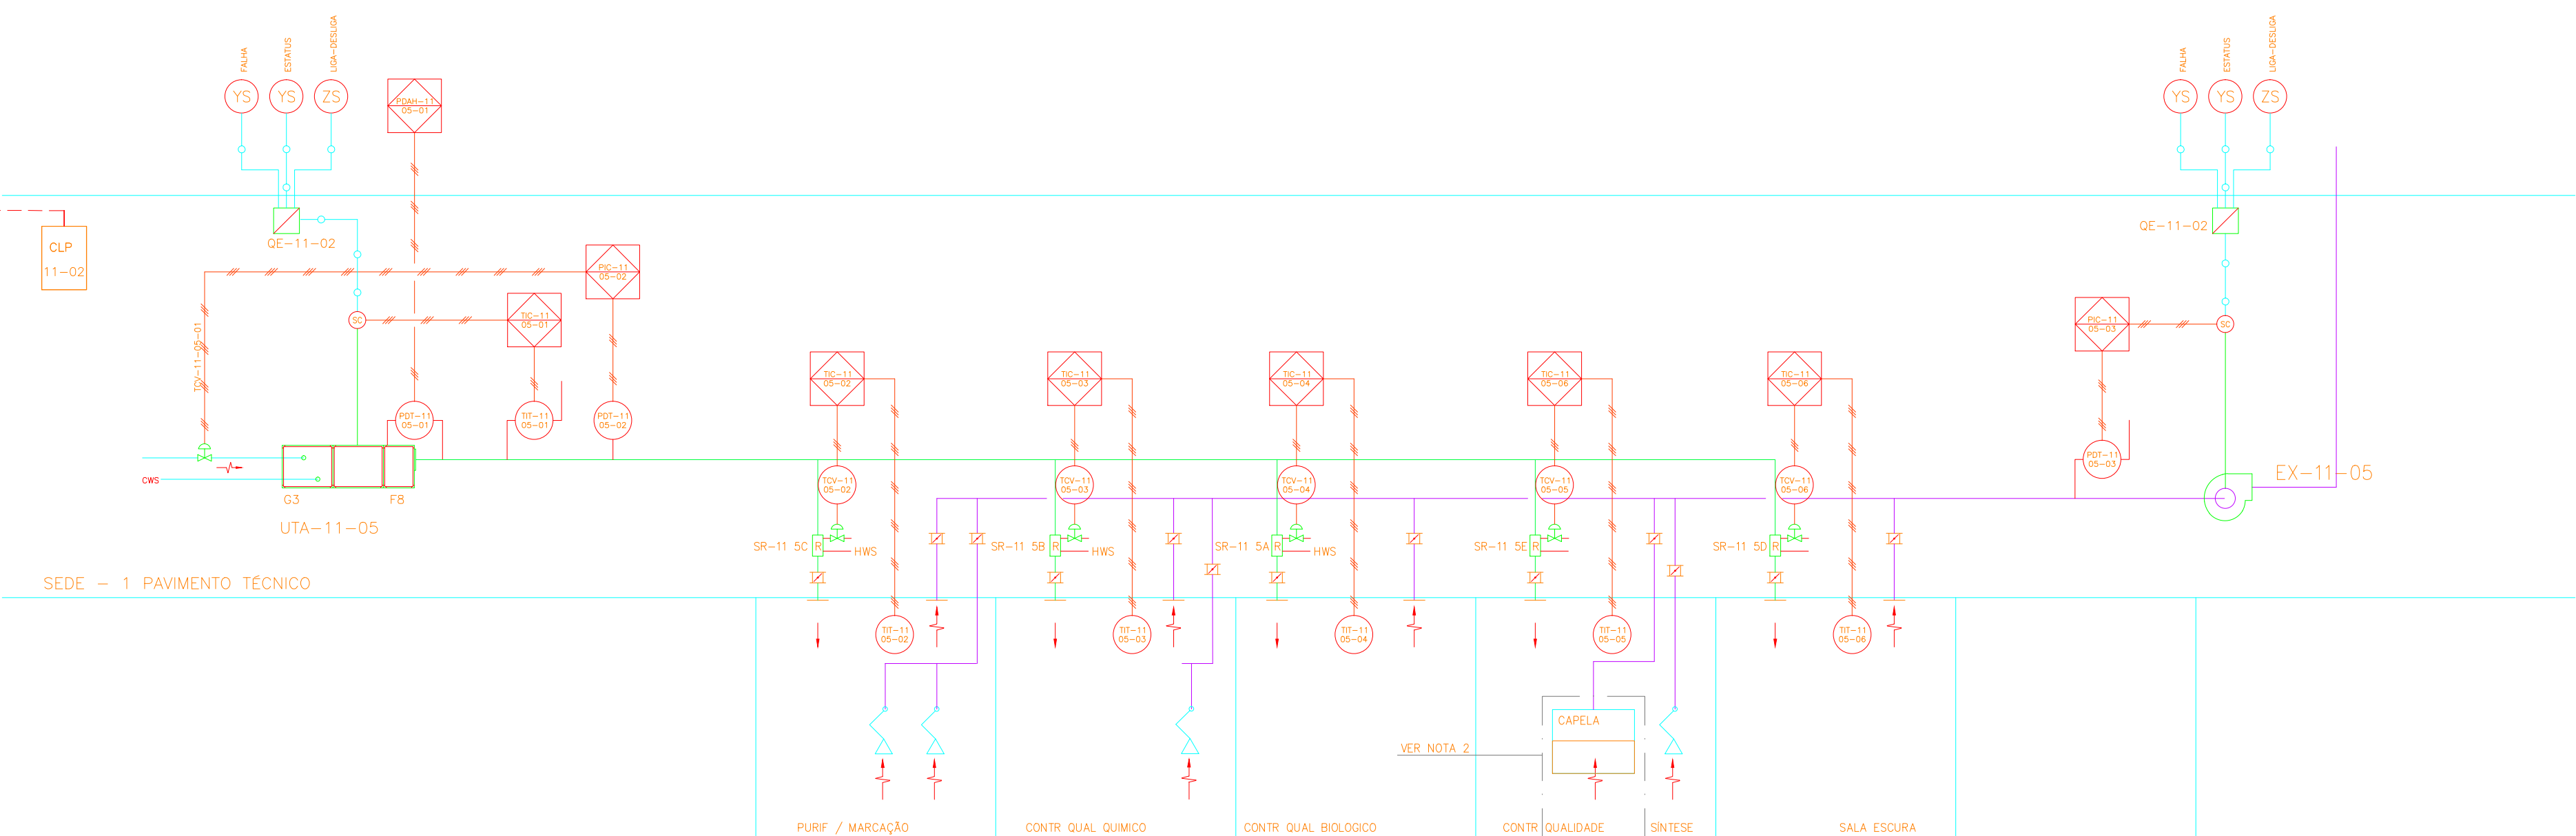 FALHA
ESTATUS
LIGA-DESLIGA
YS
YS
ZS
PDAH-11
05-01
FALHA
ESTATUS
LIGA-DESLIGA
YS
YS
ZS
CLP
11-02
QE-11-02
QE-11-02
PIC-11
05-02
TIC-11
05-01
SC
TCV-11-05-01
PIC-11
05-03
SC
TIC-11
05-02
TIC-11
05-03
TIC-11
05-04
TIC-11
05-06
TIC-11
05-06
PDT-11
05-01
TIT-11
05-01
PDT-11
05-02
PDT-11
05-03
CWS
G3
F8
UTA-11-05
TCV-11
05-02
TCV-11
05-03
TCV-11
05-04
TCV-11
05-05
TCV-11
05-06
EX-11-05
SR-11 5C
R
HWS
SR-11 5B
R
HWS
SR-11 5A
R
HWS
SR-11 5E
R
SR-11 5D
R
SEDE - 1 PAVIMENTO TÉCNICO
TIT-11
05-02
TIT-11
05-03
TIT-11
05-04
TIT-11
05-05
TIT-11
05-06
CAPELA
VER NOTA 2
PURIF / MARCAÇÃO
CONTR QUAL QUIMICO
CONTR QUAL BIOLOGICO
CONTR QUALIDADE
SÍNTESE
SALA ESCURA